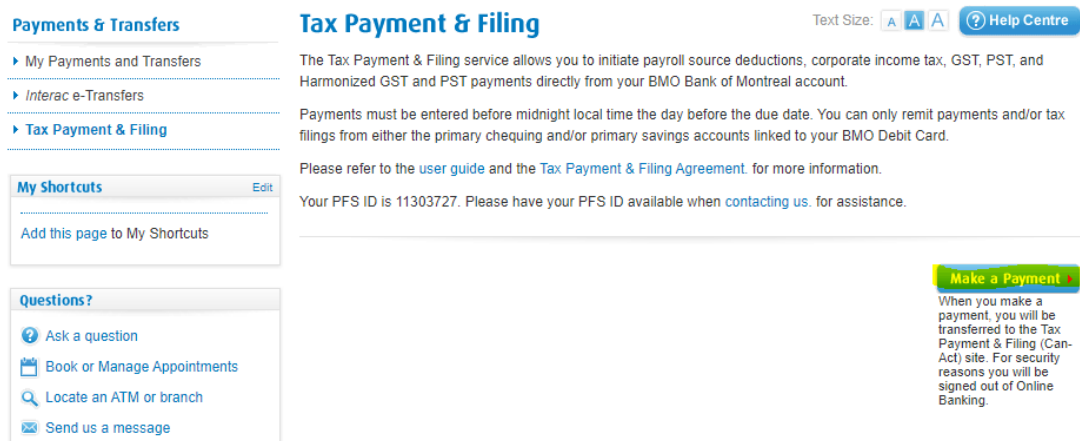 Payments & Transfers
My Payments and Transfers
Interac e-Transfers
Tax Payment & Filing
My Shortcuts
Edit
Add this page to My Shortcuts
Questions?
Ask a question
Book or Manage Appointments
Locate an ATM or branch
Send us a message
Tax Payment & Filing
Text Size: A A A
? Help Centre
The Tax Payment & Filing service allows you to initiate payroll source deductions, corporate income tax, GST, PST, and
Harmonized GST and PST payments directly from your BMO Bank of Montreal account.
Payments must be entered before midnight local time the day before the due date. You can only remit payments and/or tax
filings from either the primary chequing and/or primary savings accounts linked to your BMO Debit Card.
Please refer to the user guide and the Tax Payment & Filing Agreement. for more information.
Your PFS ID is 11303727. Please have your PFS ID available when contacting us. for assistance.
Make a Payment
When you make a
payment, you will be
transferred to the Tax
Payment & Filing (Can-
Act) site. For security
reasons you will be
signed out of Online
Banking.